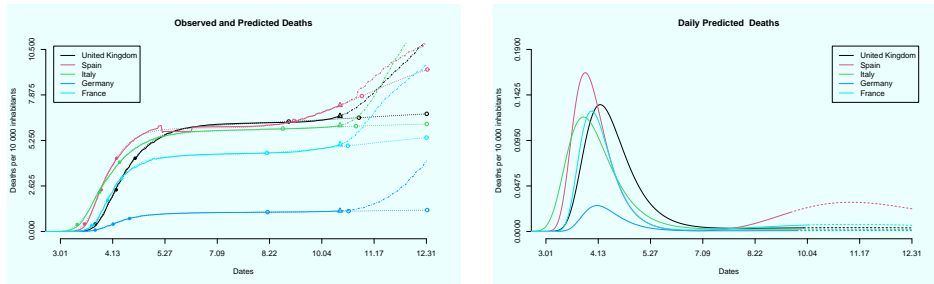 Observed and Predicted Deaths
Deaths per 10 000 inhabitants
0.0000
2.625
5.250
7.875
10.500
United Kingdom
Spain
Italy
Germany
France
3.01
4.13
5.27
7.09
8.22
10.04
11.17
12.31
Dates
Daily Predicted Deaths
Deaths per 10 000 inhabitants
0.0000
0.0475
0.0950
0.1425
0.1900
United Kingdom
Spain
Italy
Germany
France
3.01
4.13
5.27
7.09
8.22
10.04
11.17
12.31
Dates